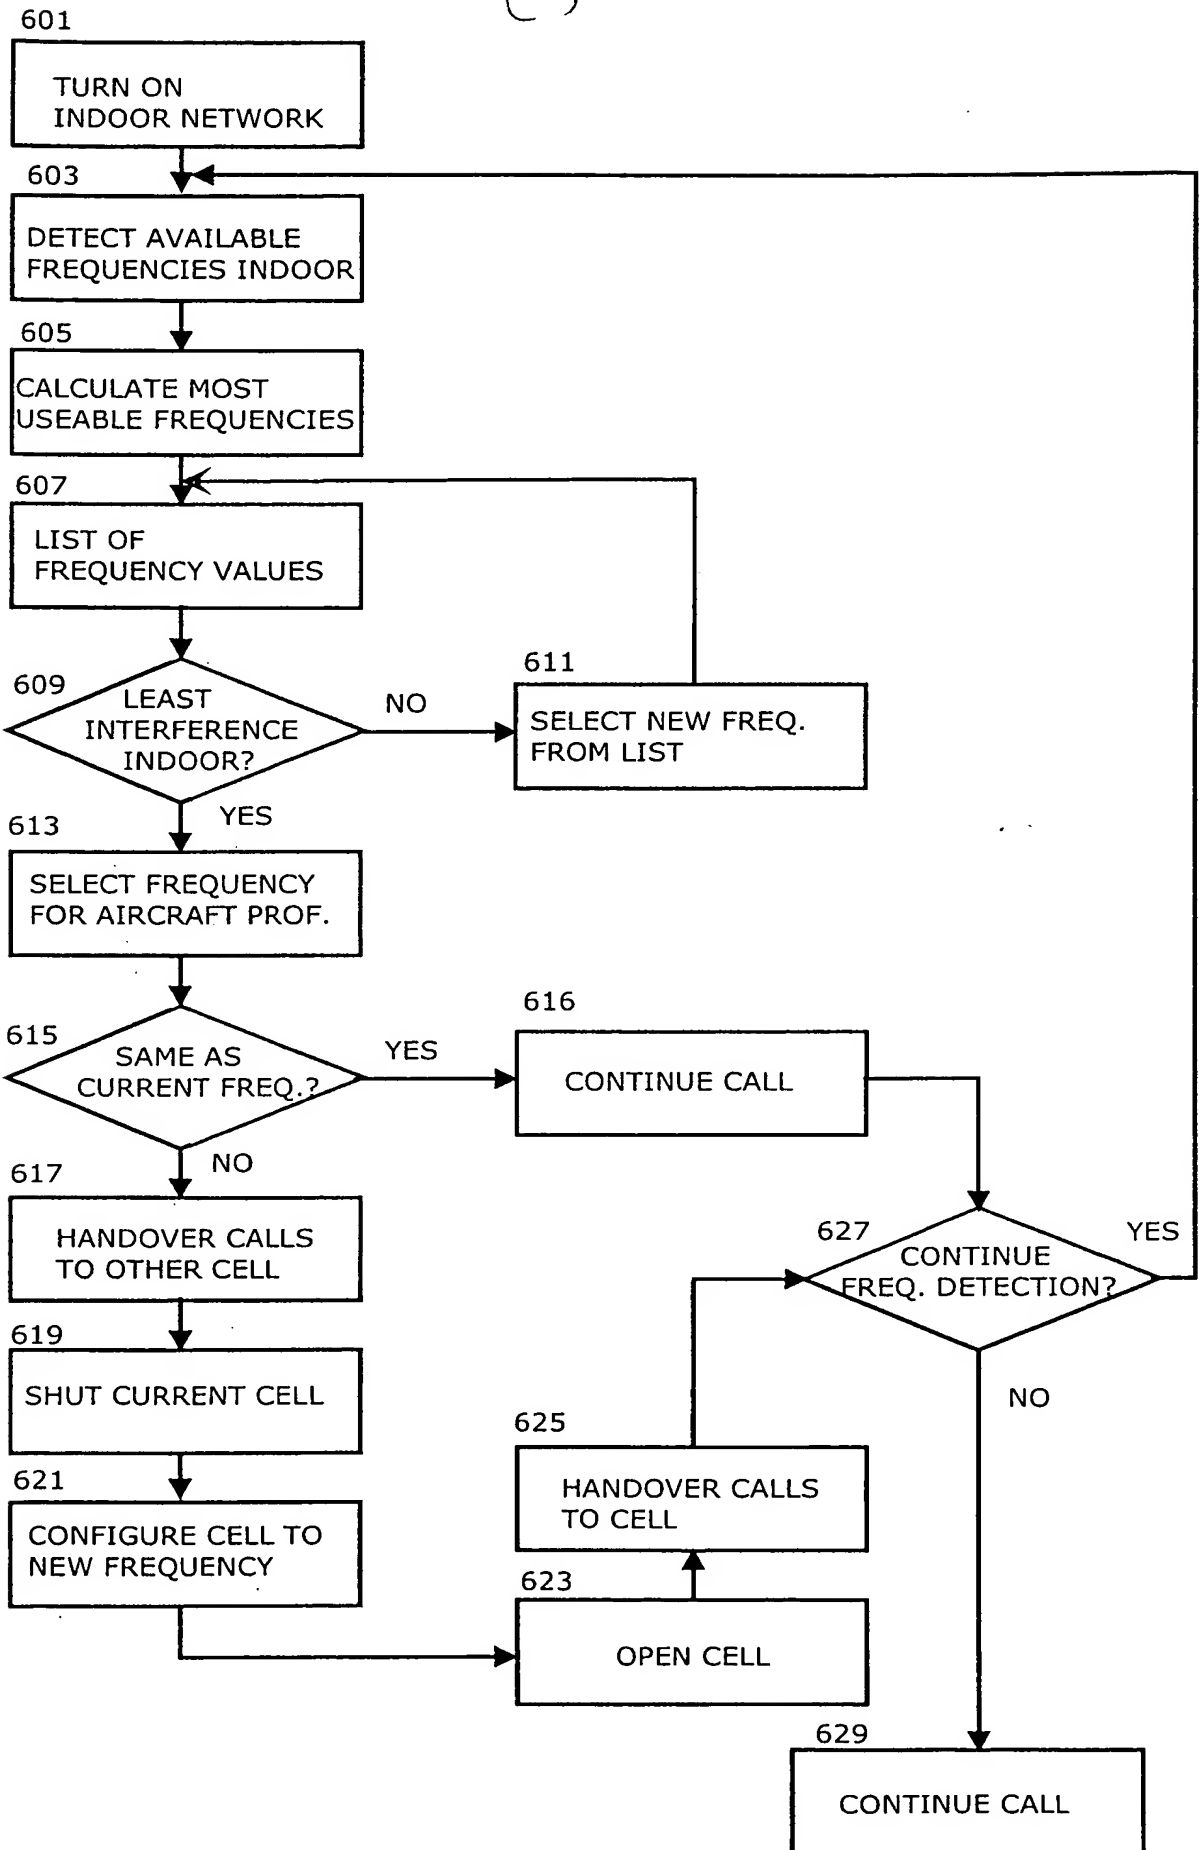 601
TURN ON
INDOOR NETWORK
603
DETECT AVAILABLE
FREQUENCIES INDOOR
605
CALCULATE MOST
USEABLE FREQUENCIES
607
LIST OF
FREQUENCY VALUES
609
LEAST
INTERFERENCE
INDOOR?
NO
611
SELECT NEW FREQ.
FROM LIST
YES
613
SELECT FREQUENCY
FOR AIRCRAFT PROF.
615
SAME AS
CURRENT FREQ.?
YES
616
CONTINUE CALL
NO
617
HANDOVER CALLS
TO OTHER CELL
619
SHUT CURRENT CELL
621
CONFIGURE CELL TO
NEW FREQUENCY
623
OPEN CELL
625
HANDOVER CALLS
TO CELL
627
CONTINUE
FREQ. DETECTION?
YES
NO
629
CONTINUE CALL